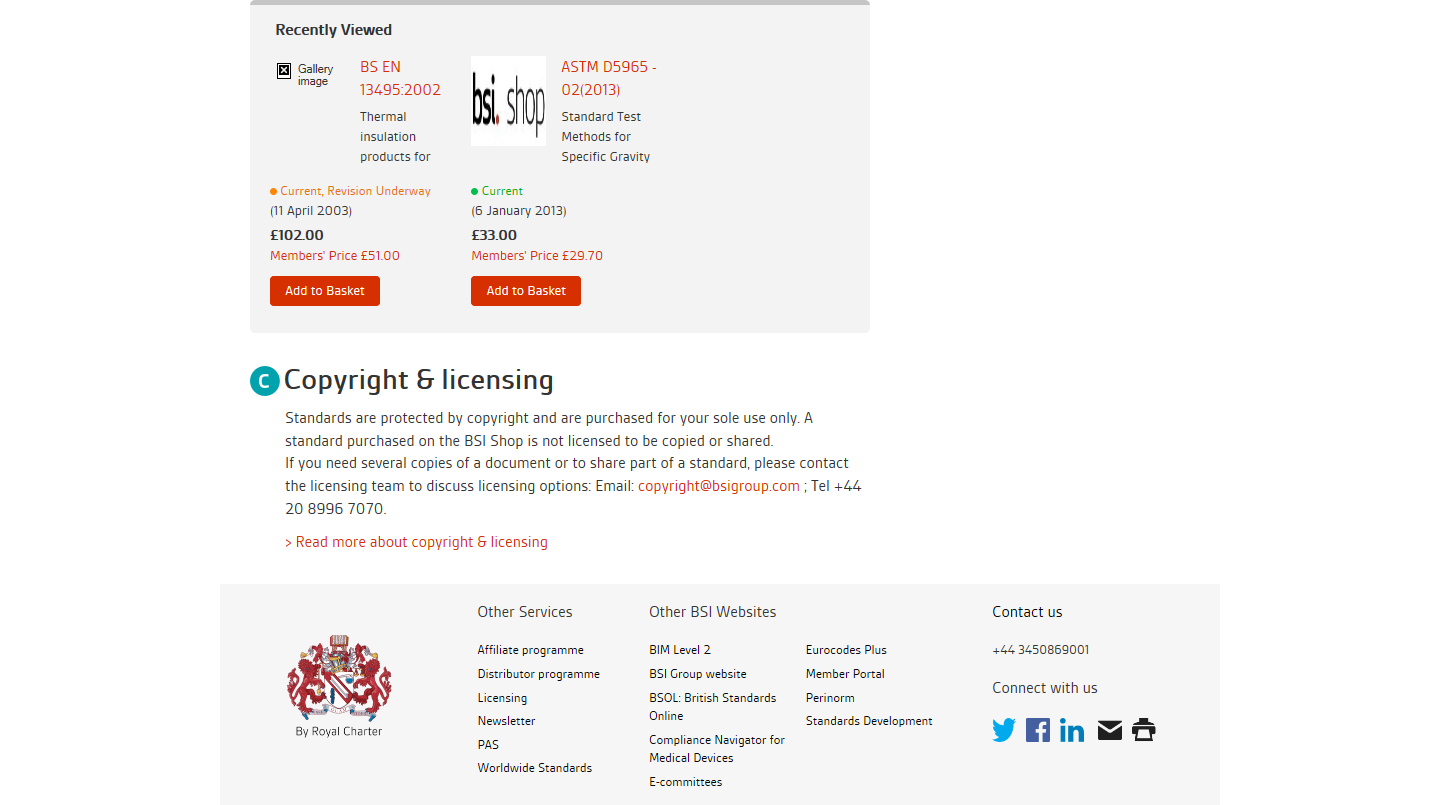 Recently Viewed
Gallery
image
BS EN
13495:2002
Thermal
insulation
products for
Current, Revision Underway
(11 April 2003)
£102.00
Members' Price £51.00
Add to Basket
bsi. shop
ASTM D5965 -
02(2013)
Standard Test
Methods for
Specific Gravity
Current
(6 January 2013)
£33.00
Members' Price £29.70
Add to Basket
C Copyright & licensing
Standards are protected by copyright and are purchased for your sole use only. A
standard purchased on the BSI Shop is not licensed to be copied or shared.
If you need several copies of a document or to share part of a standard, please contact
the licensing team to discuss licensing options: Email: copyright@bsigroup.com ; Tel +44
20 8996 7070.
> Read more about copyright & licensing
By Royal Charter
Other Services
Affiliate programme
Distributor programme
Licensing
Newsletter
PAS
Worldwide Standards
Other BSI Websites
BIM Level 2
BSI Group website
BSOL: British Standards
Online
Compliance Navigator for
Medical Devices
E-committees
Eurocodes Plus
Member Portal
Perinorm
Standards Development
Contact us
+44 3450869001
Connect with us